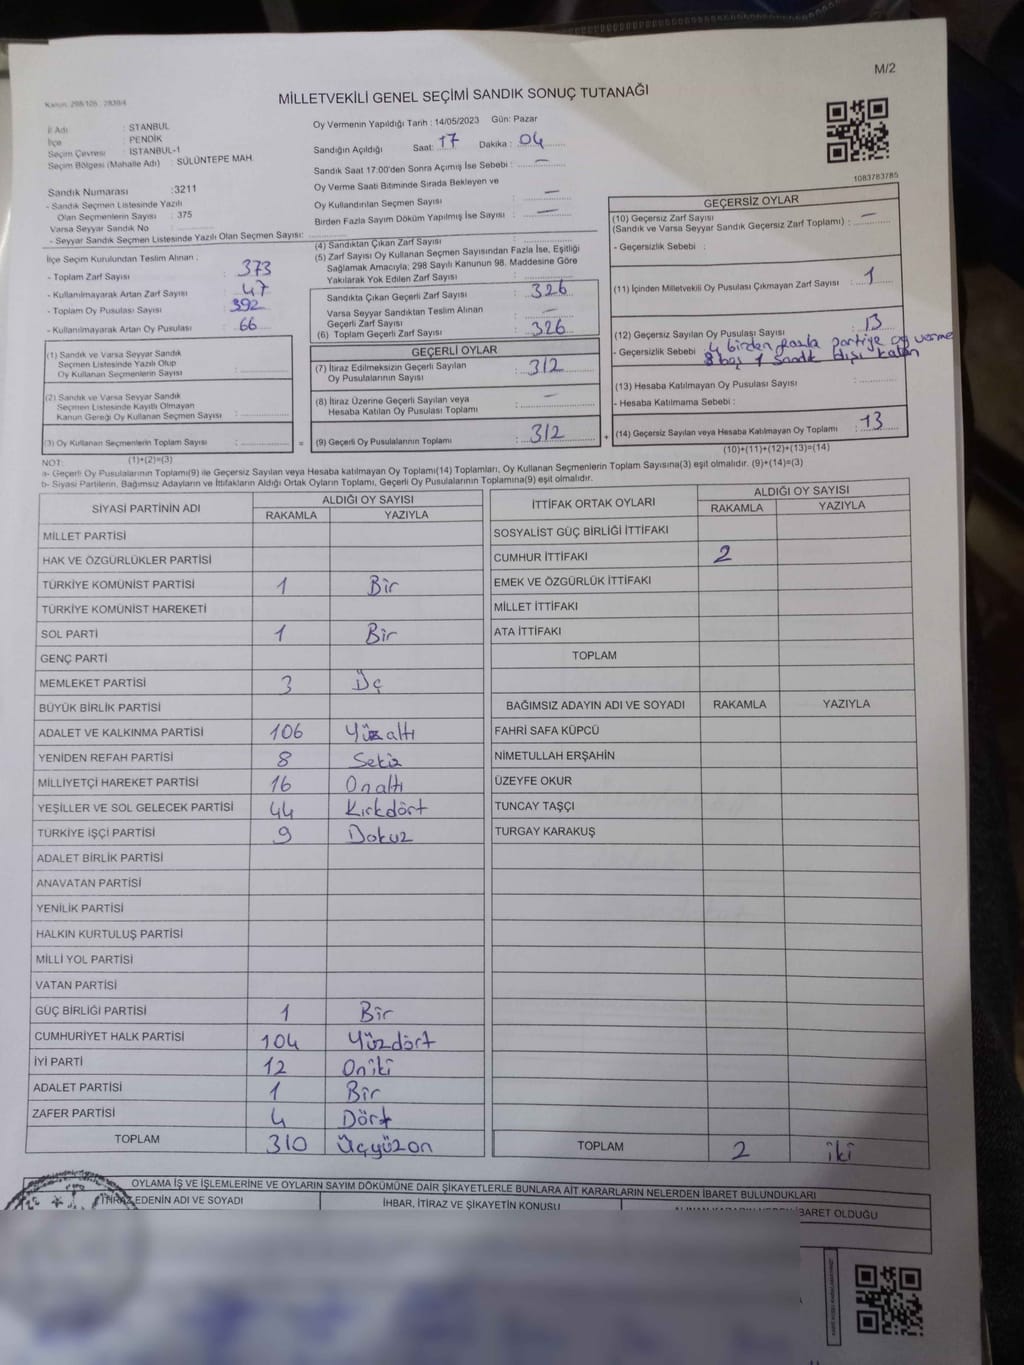 M/2
Kanun: 298/106 , 2839/4
MİLLETVEKİLİ GENEL SEÇİMİ SANDIK SONUÇ TUTANAĞI
İl Adı : STANBUL
İlçe : PENDİK
Seçim Çevresi : İSTANBUL-1
Seçim Bölgesi (Mahalle Adı) : SÜLÜNTEPE MAH.
Sandık Numarası :3211
- Sandık Seçmen Listesinde Yazılı
Olan Seçmenlerin Sayısı : 375
Varsa Seyyar Sandık No
- Seyyar Sandık Seçmen Listesinde Yazılı Olan Seçmen Sayısı:
Oy Vermenin Yapıldığı Tarih : 14/05/2023 Gün: Pazar
Sandığın Açıldığı Saat: 17 Dakika : 04
Sandık Saat 17:00'den Sonra Açımış İse Sebebi : —
Oy Verme Saati Bitiminde Sırada Bekleyen ve
Oy Kullandırılan Seçmen Sayısı : —
Birden Fazla Sayım Döküm Yapılmış İse Sayısı : —
1083783785
İlçe Seçim Kurulundan Teslim Alınan ;
- Toplam Zarf Sayısı : 373
- Kullanılmayarak Artan Zarf Sayısı : 47
- Toplam Oy Pusulası Sayısı : 392
- Kullanılmayarak Artan Oy Pusulası : 66
(4) Sandıktan Çıkan Zarf Sayısı :
(5) Zarf Sayısı Oy Kullanan Seçmen Sayısından Fazla İse, Eşitliği
Sağlamak Amacıyla; 298 Sayılı Kanunun 98. Maddesine Göre
Yakılarak Yok Edilen Zarf Sayısı :
Sandıkta Çıkan Geçerli Zarf Sayısı : 326
Varsa Seyyar Sandıktan Teslim Alınan
Geçerli Zarf Sayısı :
(6) Toplam Geçerli Zarf Sayısı : 326
GEÇERSİZ OYLAR
(10) Geçersiz Zarf Sayısı
(Sandık ve Varsa Seyyar Sandık Geçersiz Zarf Toplamı) : —
- Geçersizlik Sebebi :
(11) İçinden Milletvekili Oy Pusulası Çıkmayan Zarf Sayısı : 1
(12) Geçersiz Sayılan Oy Pusulası Sayısı : 13
- Geçersizlik Sebebi : 4 birden fazla partiye oy verme
8 boş 1 sandık dışı kalan
(13) Hesaba Katılmayan Oy Pusulası Sayısı :
- Hesaba Katılmama Sebebi :
(14) Geçersiz Sayılan veya Hesaba Katılmayan Oy Toplamı : 13
(10)+(11)+(12)+(13)=(14)
(1) Sandık ve Varsa Seyyar Sandık
Seçmen Listesinde Yazılı Olup
Oy Kullanan Seçmenlerin Sayısı :
(2) Sandık ve Varsa Seyyar Sandık
Seçmen Listesinde Kayıtlı Olmayan
Kanun Gereği Oy Kullanan Seçmen Sayısı :
(3) Oy Kullanan Seçmenlerin Toplam Sayısı : =
(1)+(2)=(3)
GEÇERLİ OYLAR
(7) İtiraz Edilmeksizin Geçerli Sayılan
Oy Pusulalarının Sayısı : 312
(8) İtiraz Üzerine Geçerli Sayılan veya
Hesaba Katılan Oy Pusulası Toplamı : —
(9) Geçerli Oy Pusulalarının Toplamı : 312 +
NOT:
a- Geçerli Oy Pusulalarının Toplamı(9) ile Geçersiz Sayılan veya Hesaba katılmayan Oy Toplamı(14) Toplamları, Oy Kullanan Seçmenlerin Toplam Sayısına(3) eşit olmalıdır. (9)+(14)=(3)
b- Siyasi Partilerin, Bağımsız Adayların ve İttifakların Aldığı Ortak Oyların Toplamı, Geçerli Oy Pusulalarının Toplamına(9) eşit olmalıdır.
SİYASİ PARTİNİN ADI ALDIĞI OY SAYISI
RAKAMLA YAZIYLA
MİLLET PARTİSİ
HAK VE ÖZGÜRLÜKLER PARTİSİ
TÜRKİYE KOMÜNİST PARTİSİ 1 Bir
TÜRKİYE KOMÜNİST HAREKETİ
SOL PARTİ 1 Bir
GENÇ PARTİ
MEMLEKET PARTİSİ 3 Üç
BÜYÜK BİRLİK PARTİSİ
ADALET VE KALKINMA PARTİSİ 106 Yüzaltı
YENİDEN REFAH PARTİSİ 8 Sekiz
MİLLİYETÇİ HAREKET PARTİSİ 16 Onaltı
YEŞİLLER VE SOL GELECEK PARTİSİ 44 Kırkdört
TÜRKİYE İŞÇİ PARTİSİ 9 Dokuz
ADALET BİRLİK PARTİSİ
ANAVATAN PARTİSİ
YENİLİK PARTİSİ
HALKIN KURTULUŞ PARTİSİ
MİLLİ YOL PARTİSİ
VATAN PARTİSİ
GÜÇ BİRLİĞİ PARTİSİ 1 Bir
CUMHURİYET HALK PARTİSİ 104 Yüzdört
İYİ PARTİ 12 Oniki
ADALET PARTİSİ 1 Bir
ZAFER PARTİSİ 4 Dört
TOPLAM 310 Üçyüzon
İTTİFAK ORTAK OYLARI ALDIĞI OY SAYISI
RAKAMLA YAZIYLA
SOSYALİST GÜÇ BİRLİĞİ İTTİFAKI
CUMHUR İTTİFAKI 2
EMEK VE ÖZGÜRLÜK İTTİFAKI
MİLLET İTTİFAKI
ATA İTTİFAKI
TOPLAM
BAĞIMSIZ ADAYIN ADI VE SOYADI RAKAMLA YAZIYLA
FAHRİ SAFA KÜPCÜ
NİMETULLAH ERŞAHİN
ÜZEYFE OKUR
TUNCAY TAŞÇI
TURGAY KARAKUŞ
TOPLAM 2 iki
OYLAMA İŞ VE İŞLEMLERİNE VE OYLARIN SAYIM DÖKÜMÜNE DAİR ŞİKAYETLERLE BUNLARA AİT KARARLARIN NELERDEN İBARET BULUNDUKLARI
İTİRAZ EDENİN ADI VE SOYADI İHBAR, İTİRAZ VE ŞİKAYETİN KONUSU İBARET OLDUĞU